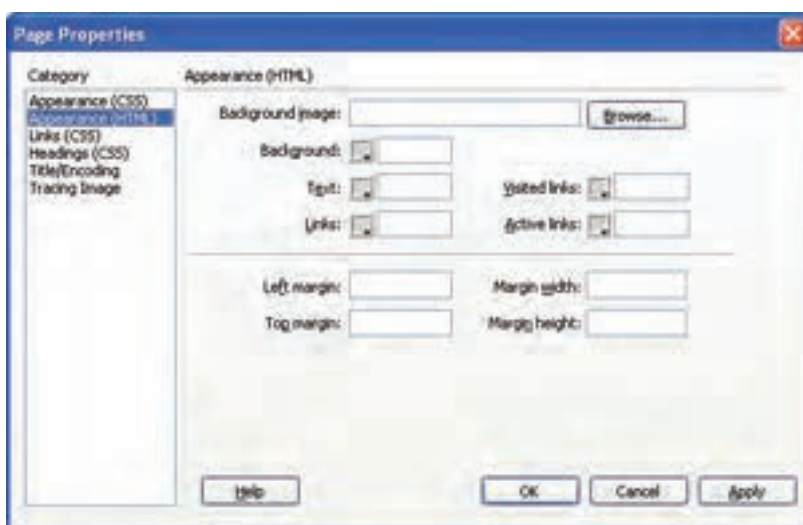 Page Properties
Category
Appearance (CSS)
Appearance (HTML)
Links (CSS)
Headings (CSS)
Title/Encoding
Tracing Image
Appearance (HTML)
Background image: Browse...
Background:
Text: Visited links:
Links: Active links:
Left margin: Margin width:
Top margin: Margin height:
Help OK Cancel Apply